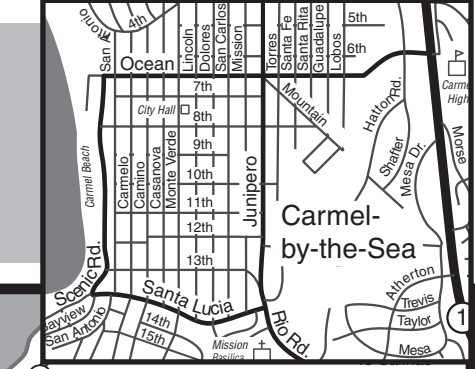 4th
San Antonio
Ocean
Lincoln
Dolores
San Carlos
Mission
Torres
Santa Fe
Santa Rita
Guadalupe
Lobos
5th
6th
7th
City Hall
8th
Mountain
Hatton Rd.
High
Carmel Beach
Carmelo
Camino
Casanova
Monte Verde
9th
10th
11th
12th
13th
Junipero
Shafter
Mesa Dr.
Morse
Carmel-
by-the-Sea
Scenic Rd.
Santa Lucia
Rio Rd.
San Antonio
14th
15th
Mission
Basilica
Atherton
Trevis
Taylor
Mesa
1